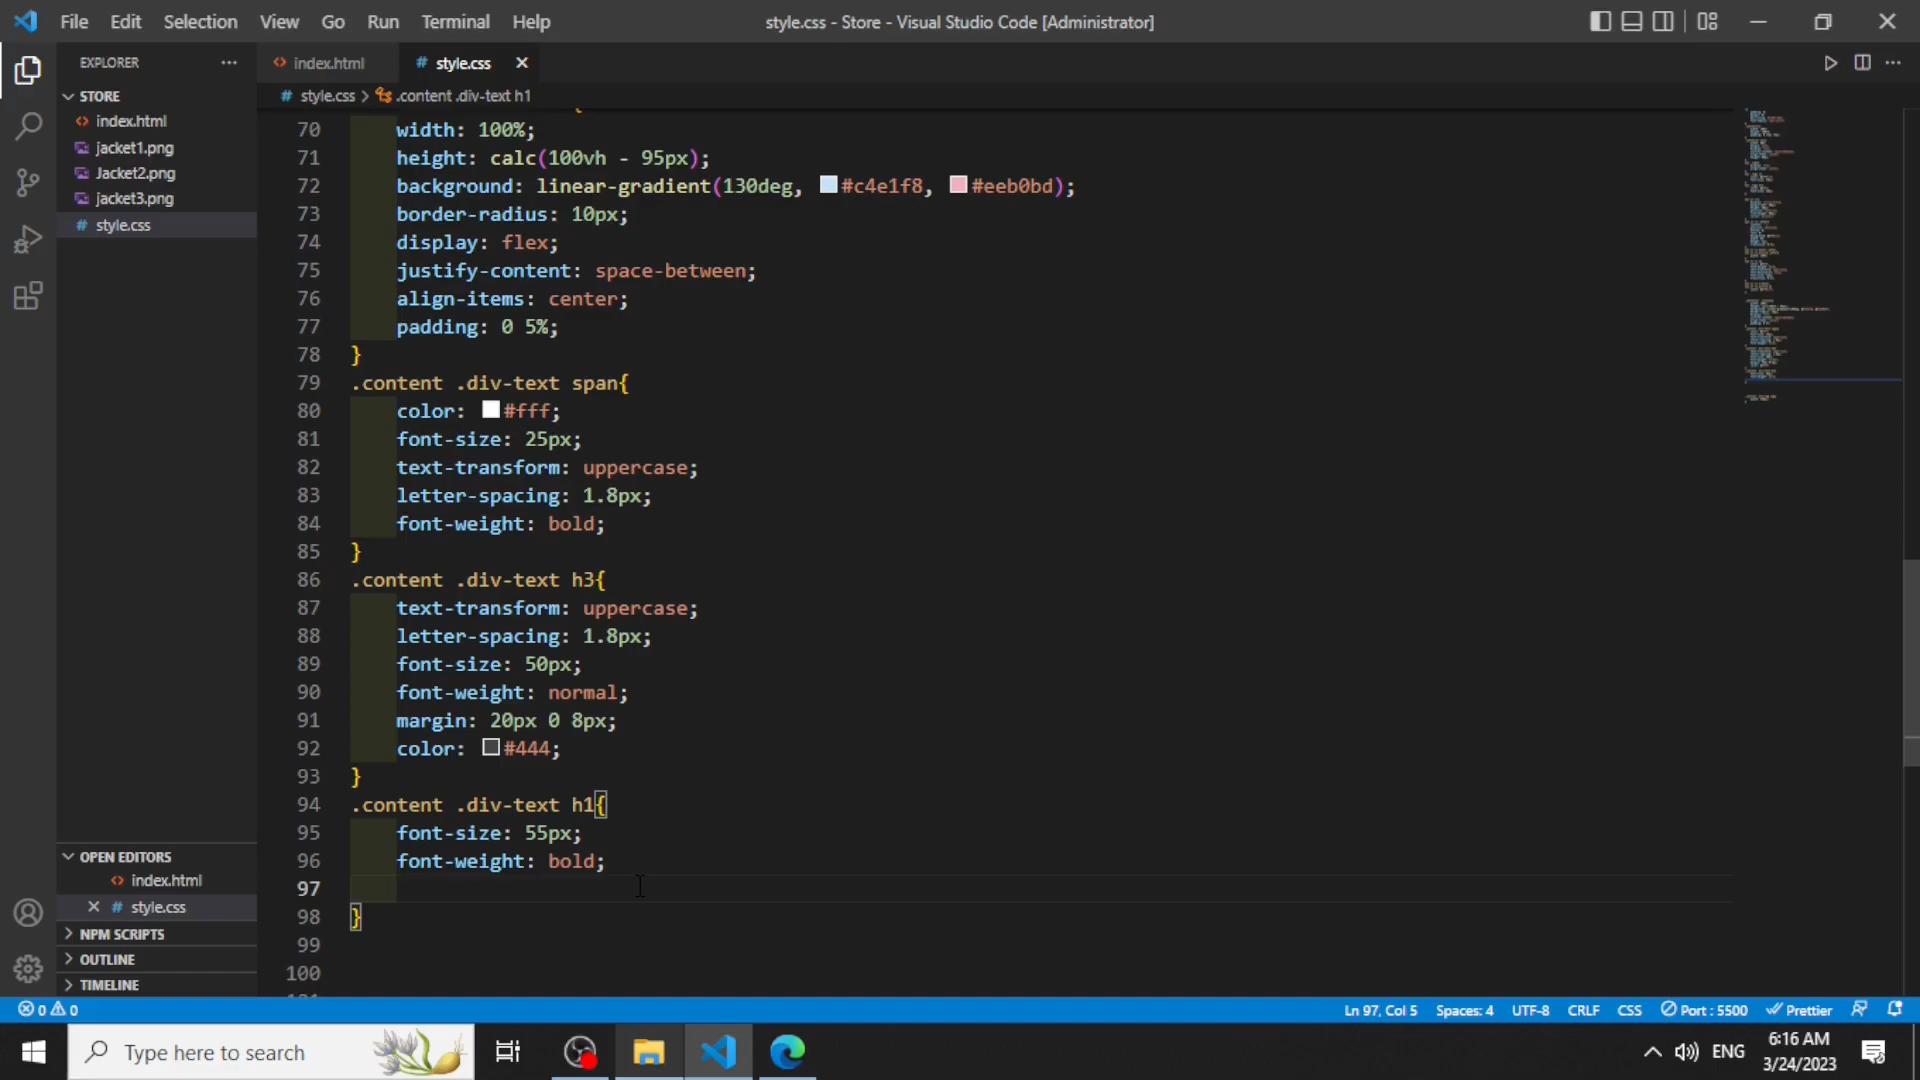 File Edit Selection View Go Run Terminal Help
style.css - Store - Visual Studio Code [Administrator]
EXPLORER
index.html
# style.css
STORE
# style.css > .content .div-text h1
index.html
jacket1.png
Jacket2.png
jacket3.png
# style.css
70 width: 100%;
71 height: calc(100vh - 95px);
72 background: linear-gradient(130deg, #c4e1f8, #eeb0bd);
73 border-radius: 10px;
74 display: flex;
75 justify-content: space-between;
76 align-items: center;
77 padding: 0 5%;
78 }
79 .content .div-text span{
80 color: #fff;
81 font-size: 25px;
82 text-transform: uppercase;
83 letter-spacing: 1.8px;
84 font-weight: bold;
85 }
86 .content .div-text h3{
87 text-transform: uppercase;
88 letter-spacing: 1.8px;
89 font-size: 50px;
90 font-weight: normal;
91 margin: 20px 0 8px;
92 color: #444;
93 }
94 .content .div-text h1{
95 font-size: 55px;
96 font-weight: bold;
97
98 }
99
100
OPEN EDITORS
index.html
# style.css
NPM SCRIPTS
OUTLINE
TIMELINE
0 0
Ln 97, Col 5 Spaces: 4 UTF-8 CRLF CSS Port : 5500 Prettier
Type here to search
ENG
6:16 AM
3/24/2023